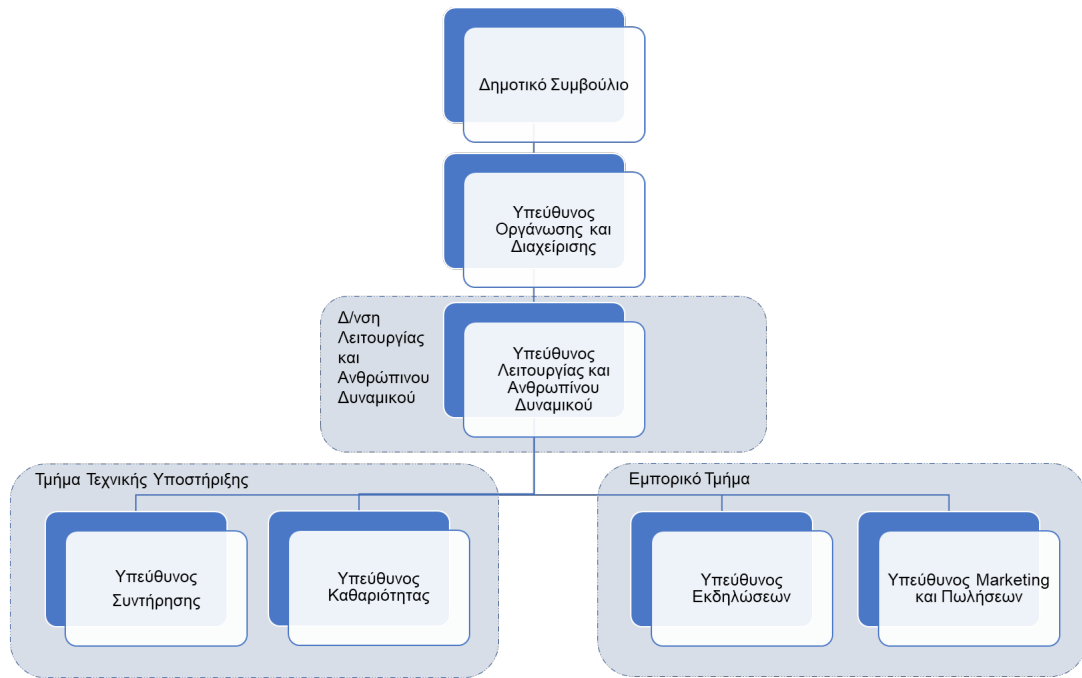 Δημοτικό Συμβούλιο
Υπεύθυνος
Οργάνωσης και
Διαχείρισης
Δ/νση
Λειτουργίας
και
Ανθρώπινου
Δυναμικού
Υπεύθυνος
Λειτουργίας και
Ανθρωπίνου
Δυναμικού
Τμήμα Τεχνικής Υποστήριξης
Υπεύθυνος
Συντήρησης
Υπεύθυνος
Καθαριότητας
Εμπορικό Τμήμα
Υπεύθυνος
Εκδηλώσεων
Υπεύθυνος Marketing
και Πωλήσεων